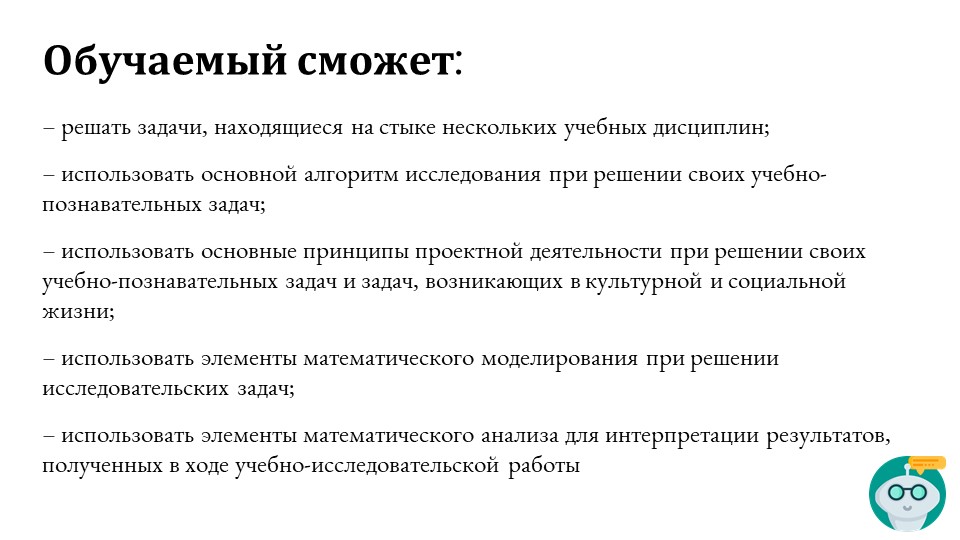 Обучаемый сможет:
– решать задачи, находящиеся на стыке нескольких учебных дисциплин;
– использовать основной алгоритм исследования при решении своих учебно-
познавательных задач;
– использовать основные принципы проектной деятельности при решении своих
учебно-познавательных задач и задач, возникающих в культурной и социальной
жизни;
– использовать элементы математического моделирования при решении
исследовательских задач;
– использовать элементы математического анализа для интерпретации результатов,
полученных в ходе учебно-исследовательской работы